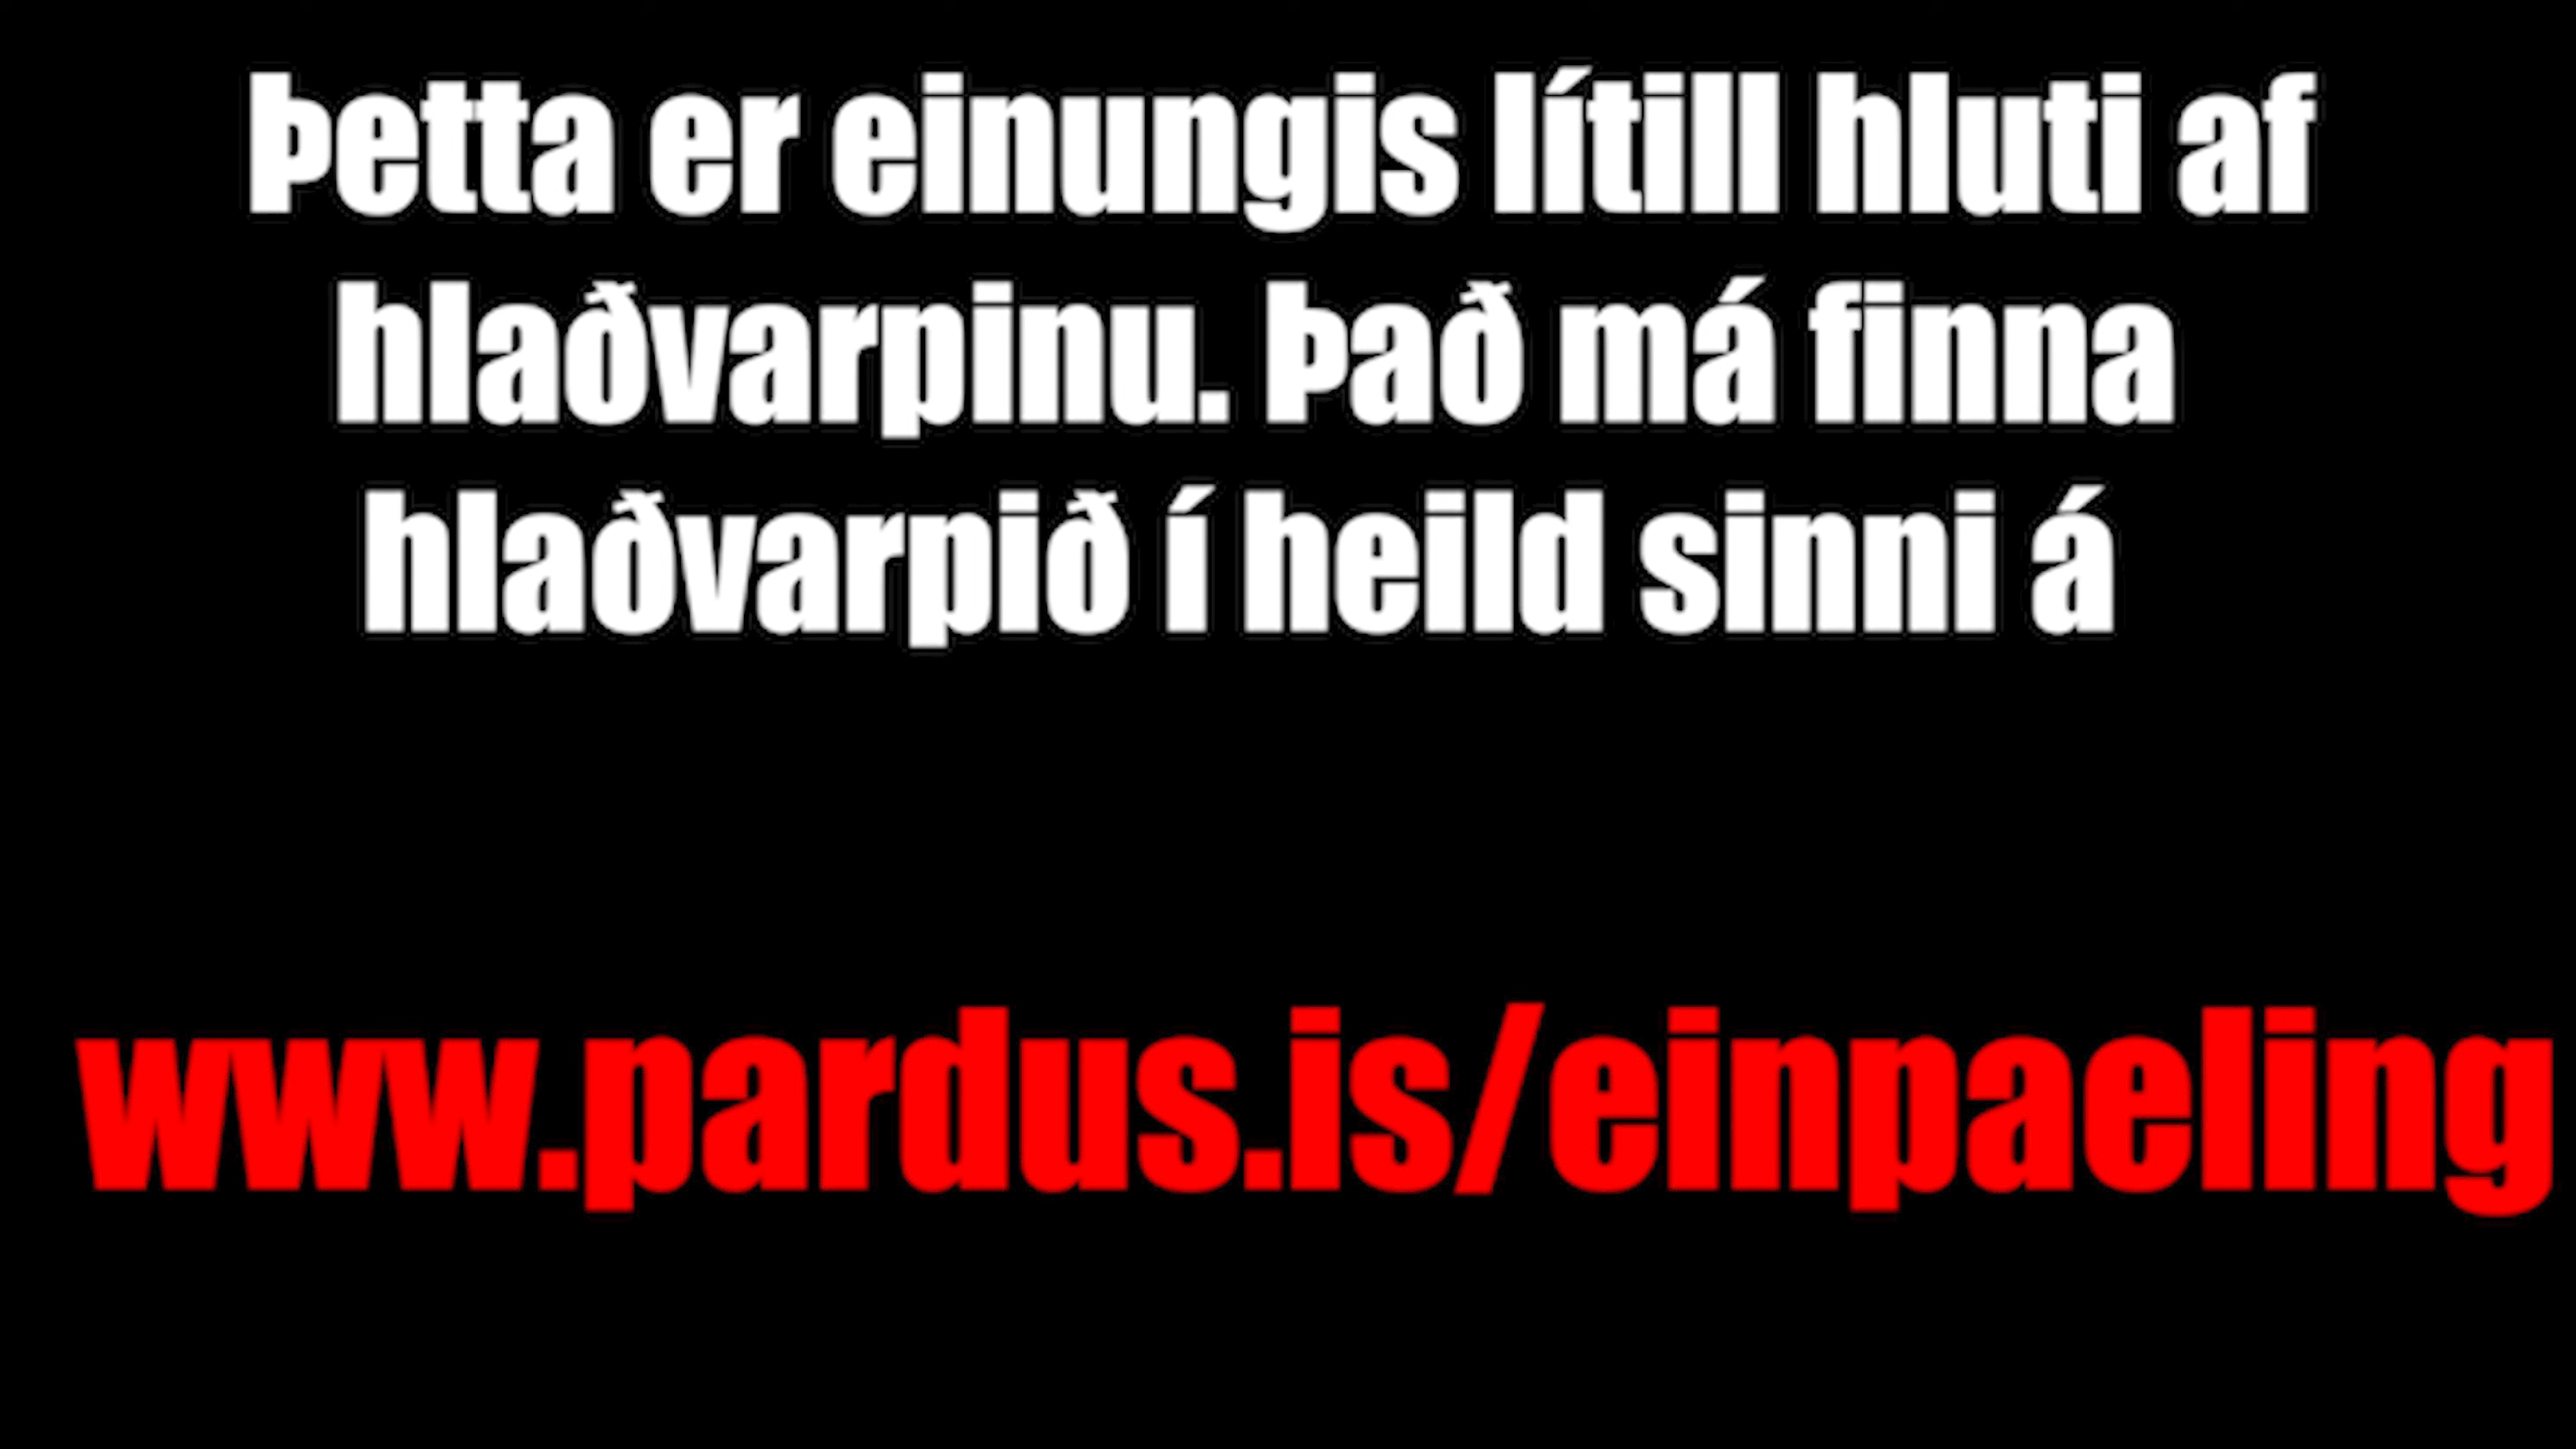 Þetta er einungis lítill hluti af
hlaðvarpinu. Það má finna
hlaðvarpið í heild sinni á
www.pardus.is/einpaeling